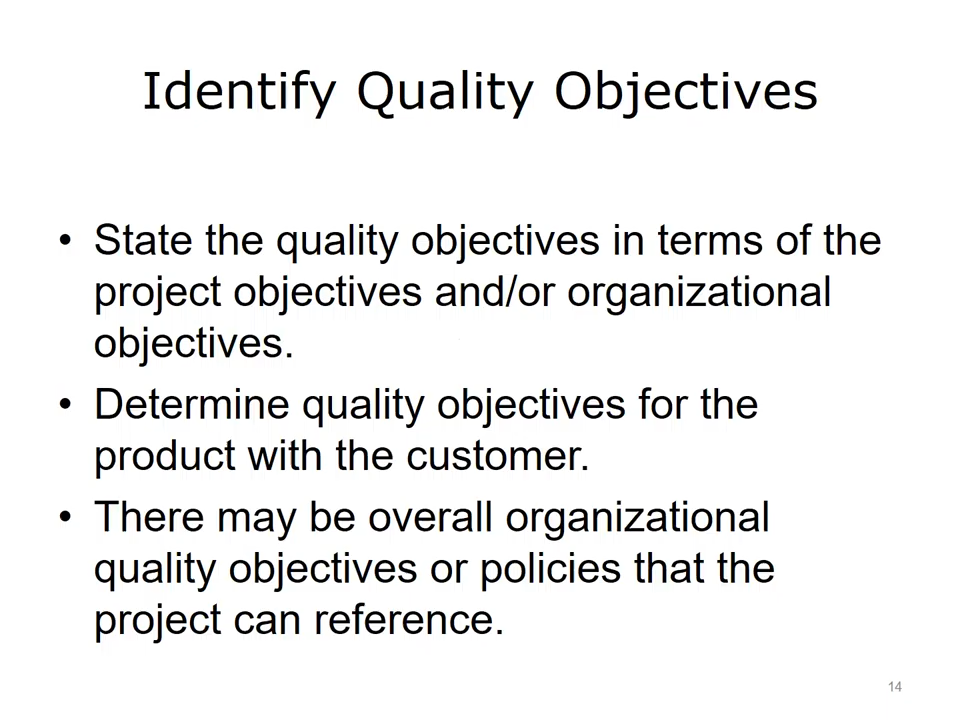 Identify Quality Objectives
• State the quality objectives in terms of the
project objectives and/or organizational
objectives.
• Determine quality objectives for the
product with the customer.
• There may be overall organizational
quality objectives or policies that the
project can reference.
14